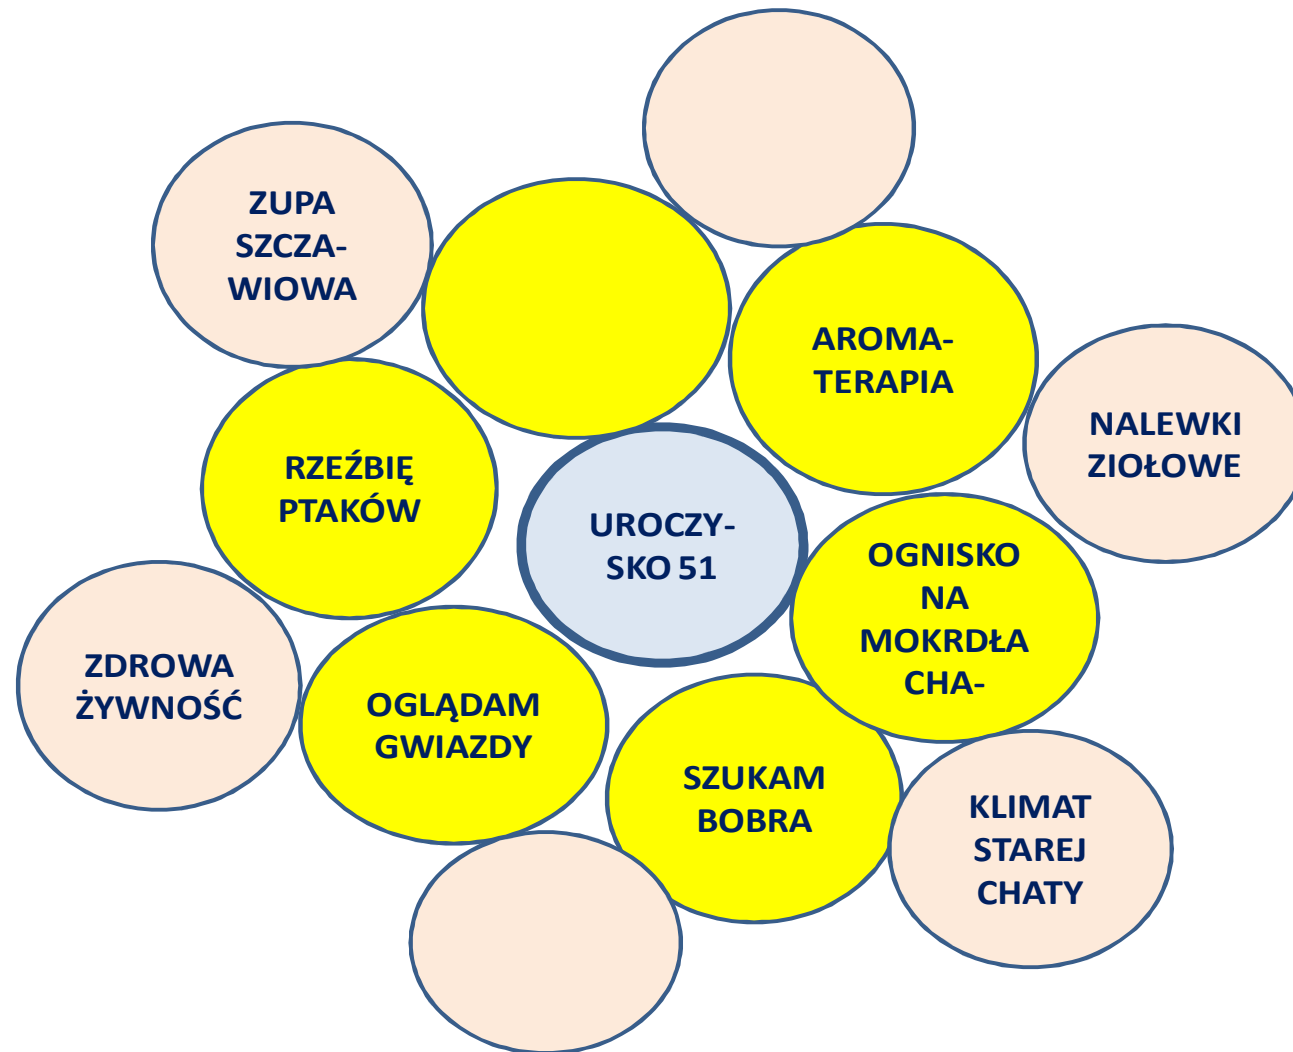 ZUPA
SZCZA-
WIOWA
AROMA-
TERAPIA
NALEWKI
ZIOŁOWE
RZEŹBIĘ
PTAKÓW
UROCZY-
SKO 51
OGNISKO
NA
MOKRDŁA
CHA-
ZDROWA
ŻYWNOŚĆ
OGLĄDAM
GWIAZDY
SZUKAM
BOBRA
KLIMAT
STAREJ
CHATY